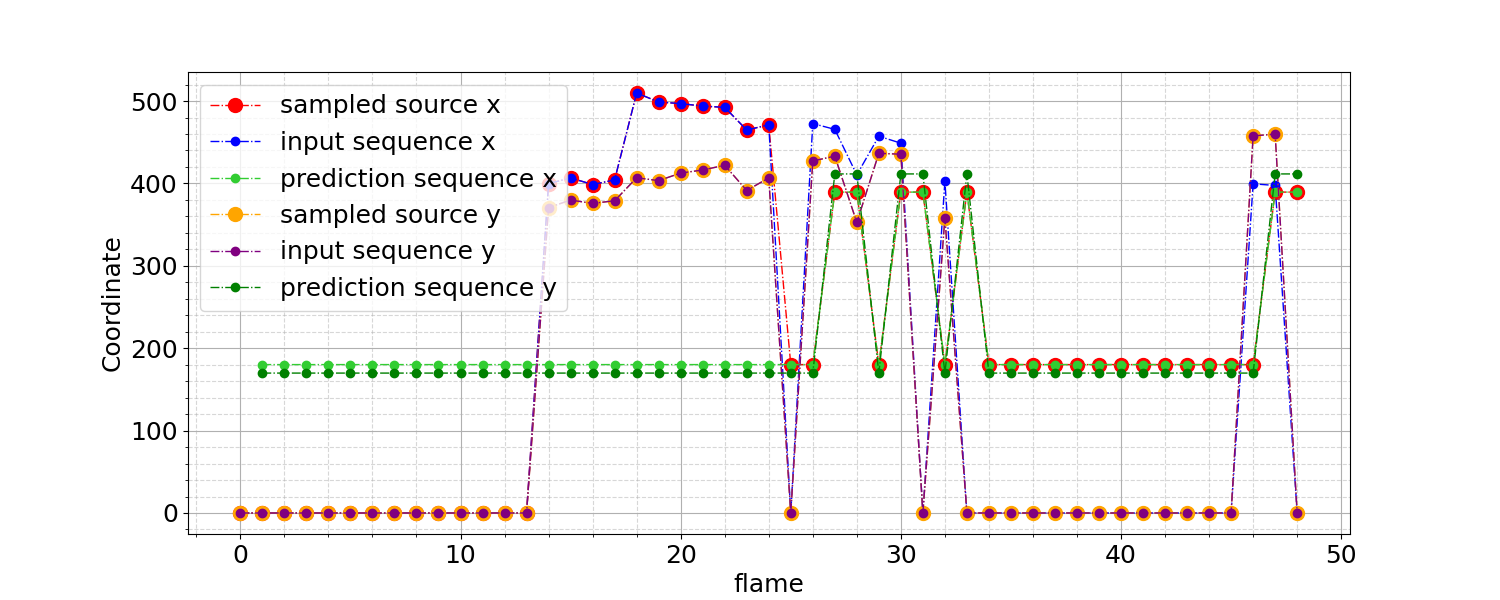 500
400
300
200
100
0
Coordinate
sampled source x
input sequence x
prediction sequence x
sampled source y
input sequence y
prediction sequence y
0 10 20 30 40 50
flame